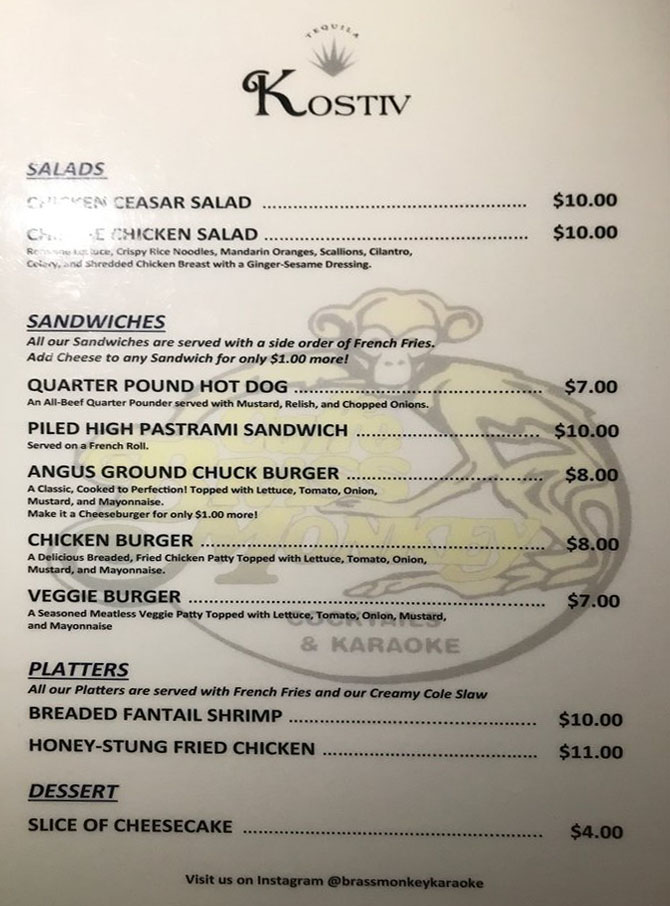 TEQUILA
KOSTIV
SALADS
CHICKEN CEASAR SALAD ........ $10.00
CHICKEN SALAD ........ $10.00
Lettuce, Crispy Rice Noodles, Mandarin Oranges, Scallions, Cilantro,
Celery, and Shredded Chicken Breast with a Ginger-Sesame Dressing.
SANDWICHES
All our Sandwiches are served with a side order of French Fries.
Add Cheese to any Sandwich for only $1.00 more!
QUARTER POUND HOT DOG ........ $7.00
An All-Beef Quarter Pounder served with Mustard, Relish, and Chopped Onions.
PILED HIGH PASTRAMI SANDWICH ........ $10.00
Served on a French Roll.
ANGUS GROUND CHUCK BURGER ........ $8.00
A Classic, Cooked to Perfection! Topped with Lettuce, Tomato, Onion,
Mustard, and Mayonnaise.
Make it a Cheeseburger for only $1.00 more!
CHICKEN BURGER ........ $8.00
A Delicious Breaded, Fried Chicken Patty Topped with Lettuce, Tomato, Onion,
Mustard, and Mayonnaise.
VEGGIE BURGER ........ $7.00
A Seasoned Meatless Veggie Patty Topped with Lettuce, Tomato, Onion, Mustard,
and Mayonnaise
MONKEY
COCKTAILS
& KARAOKE
PLATTERS
All our Platters are served with French Fries and our Creamy Cole Slaw
BREADED FANTAIL SHRIMP ........ $10.00
HONEY-STUNG FRIED CHICKEN ........ $11.00
DESSERT
SLICE OF CHEESECAKE ........ $4.00
Visit us on Instagram @brassmonkeykaraoke